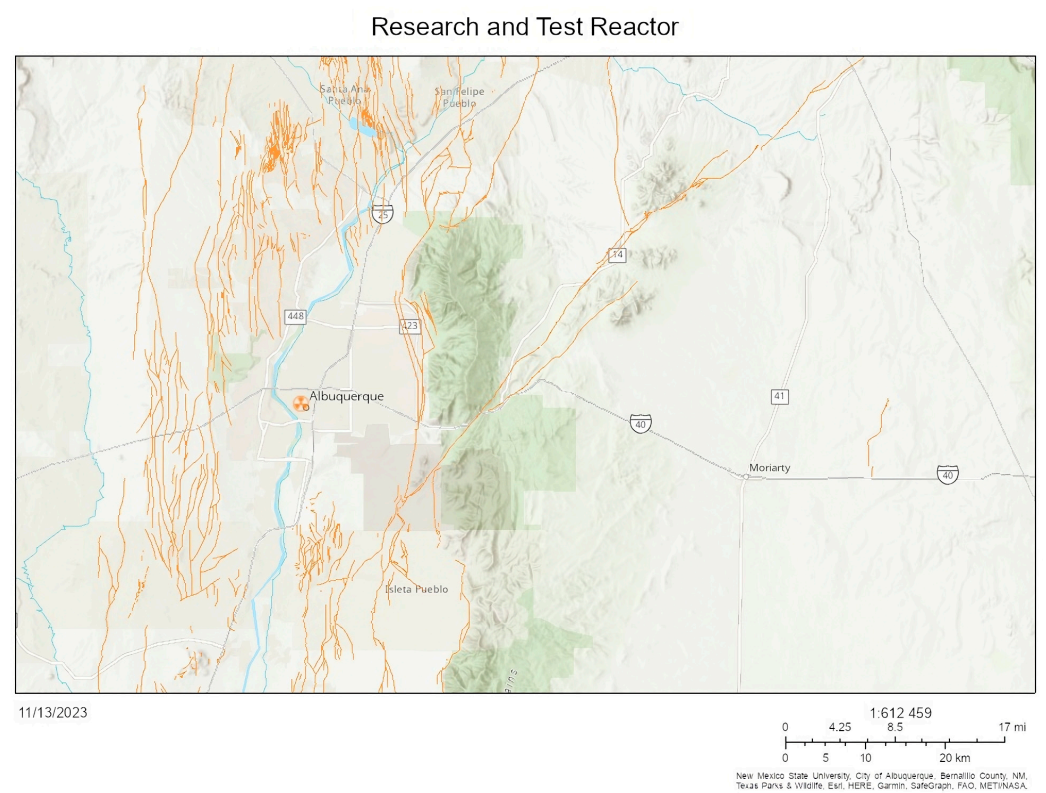 Research and Test Reactor
Santa Ana
Pueblo
San Felipe
Pueblo
25
14
448
423
41
Albuquerque
40
Moriarty
40
Isleta Pueblo
11/13/2023
1:612 459
0 4.25 8.5 17 mi
0 5 10 20 km
New Mexico State University, City of Albuquerque, Bernalillo County, NM,
Texas Parks & Wildlife, Esri, HERE, Garmin, SafeGraph, FAO, METI/NASA,